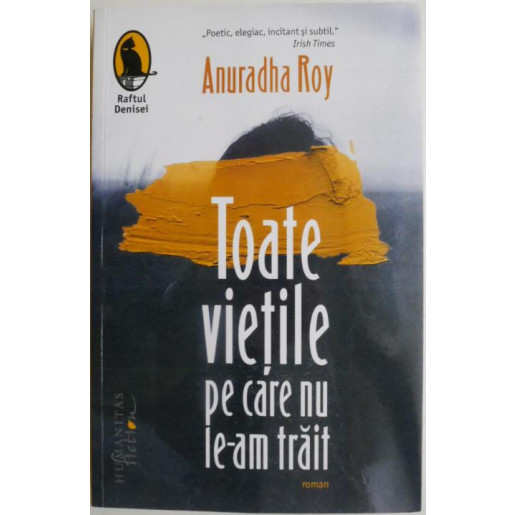 „Poetic, elegiac, incitant și subtil.”
Irish Times
Anuradha Roy
Raftul
Denisei
Toate
viețile
pe care nu
le-am trăit
roman
HUMANITAS
fiction